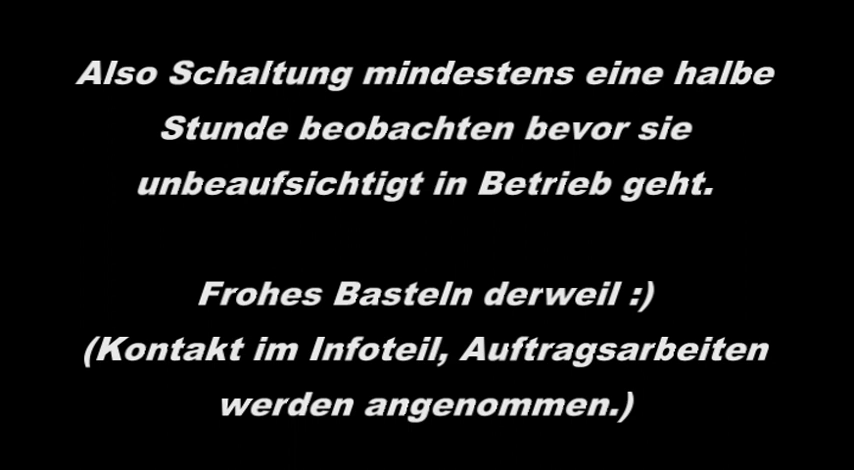 Also Schaltung mindestens eine halbe
Stunde beobachten bevor sie
unbeaufsichtigt in Betrieb geht.
Frohes Basteln derweil :)
(Kontakt im Infoteil, Auftragsarbeiten
werden angenommen.)